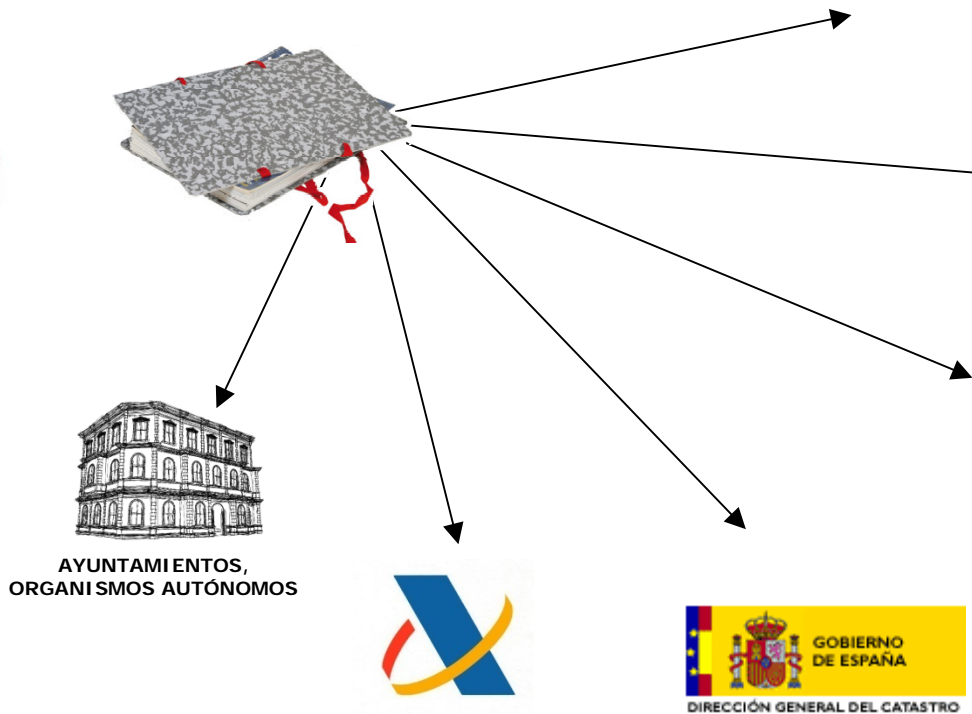 AYUNTAMIENTOS,
ORGANISMOS AUTÓNOMOS
GOBIERNO
DE ESPAÑA
DIRECCIÓN GENERAL DEL CATASTRO